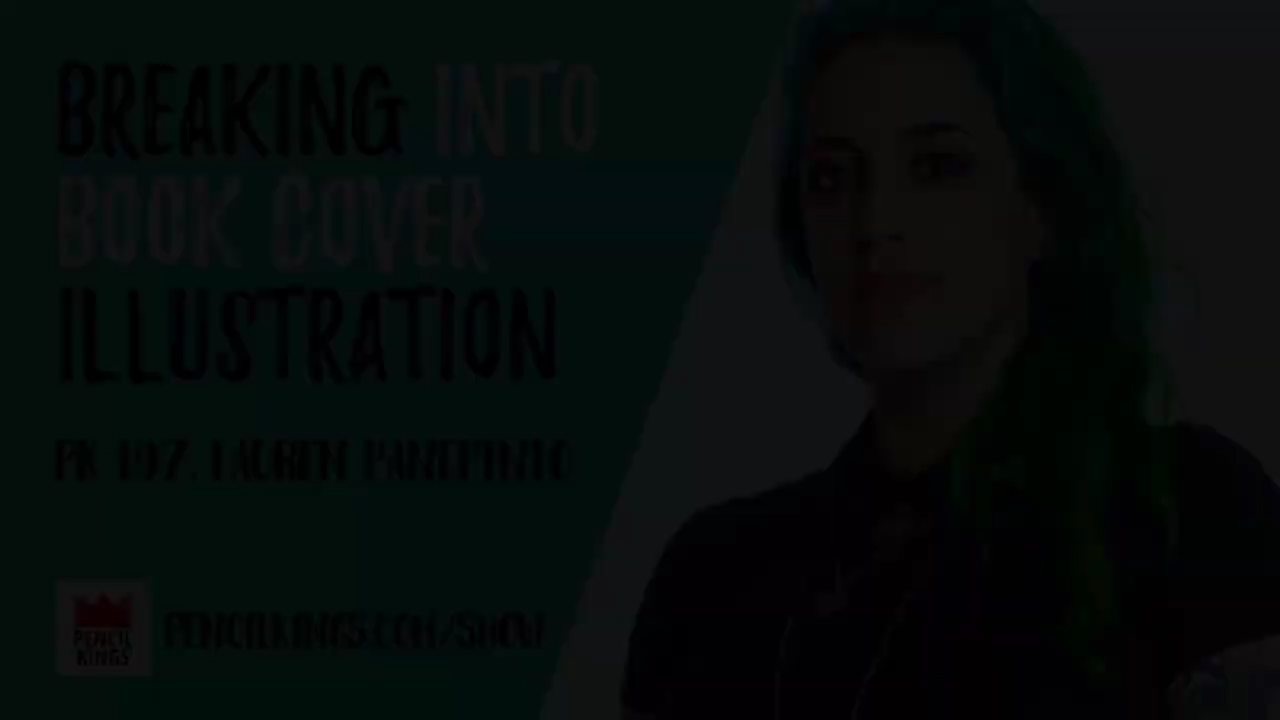 BREAKING INTO
BOOK COVER
ILLUSTRATION
PK 197. LAUREN PANEPINTO
PENCIL
KINGS
PENCILKINGS.COM/SHOW